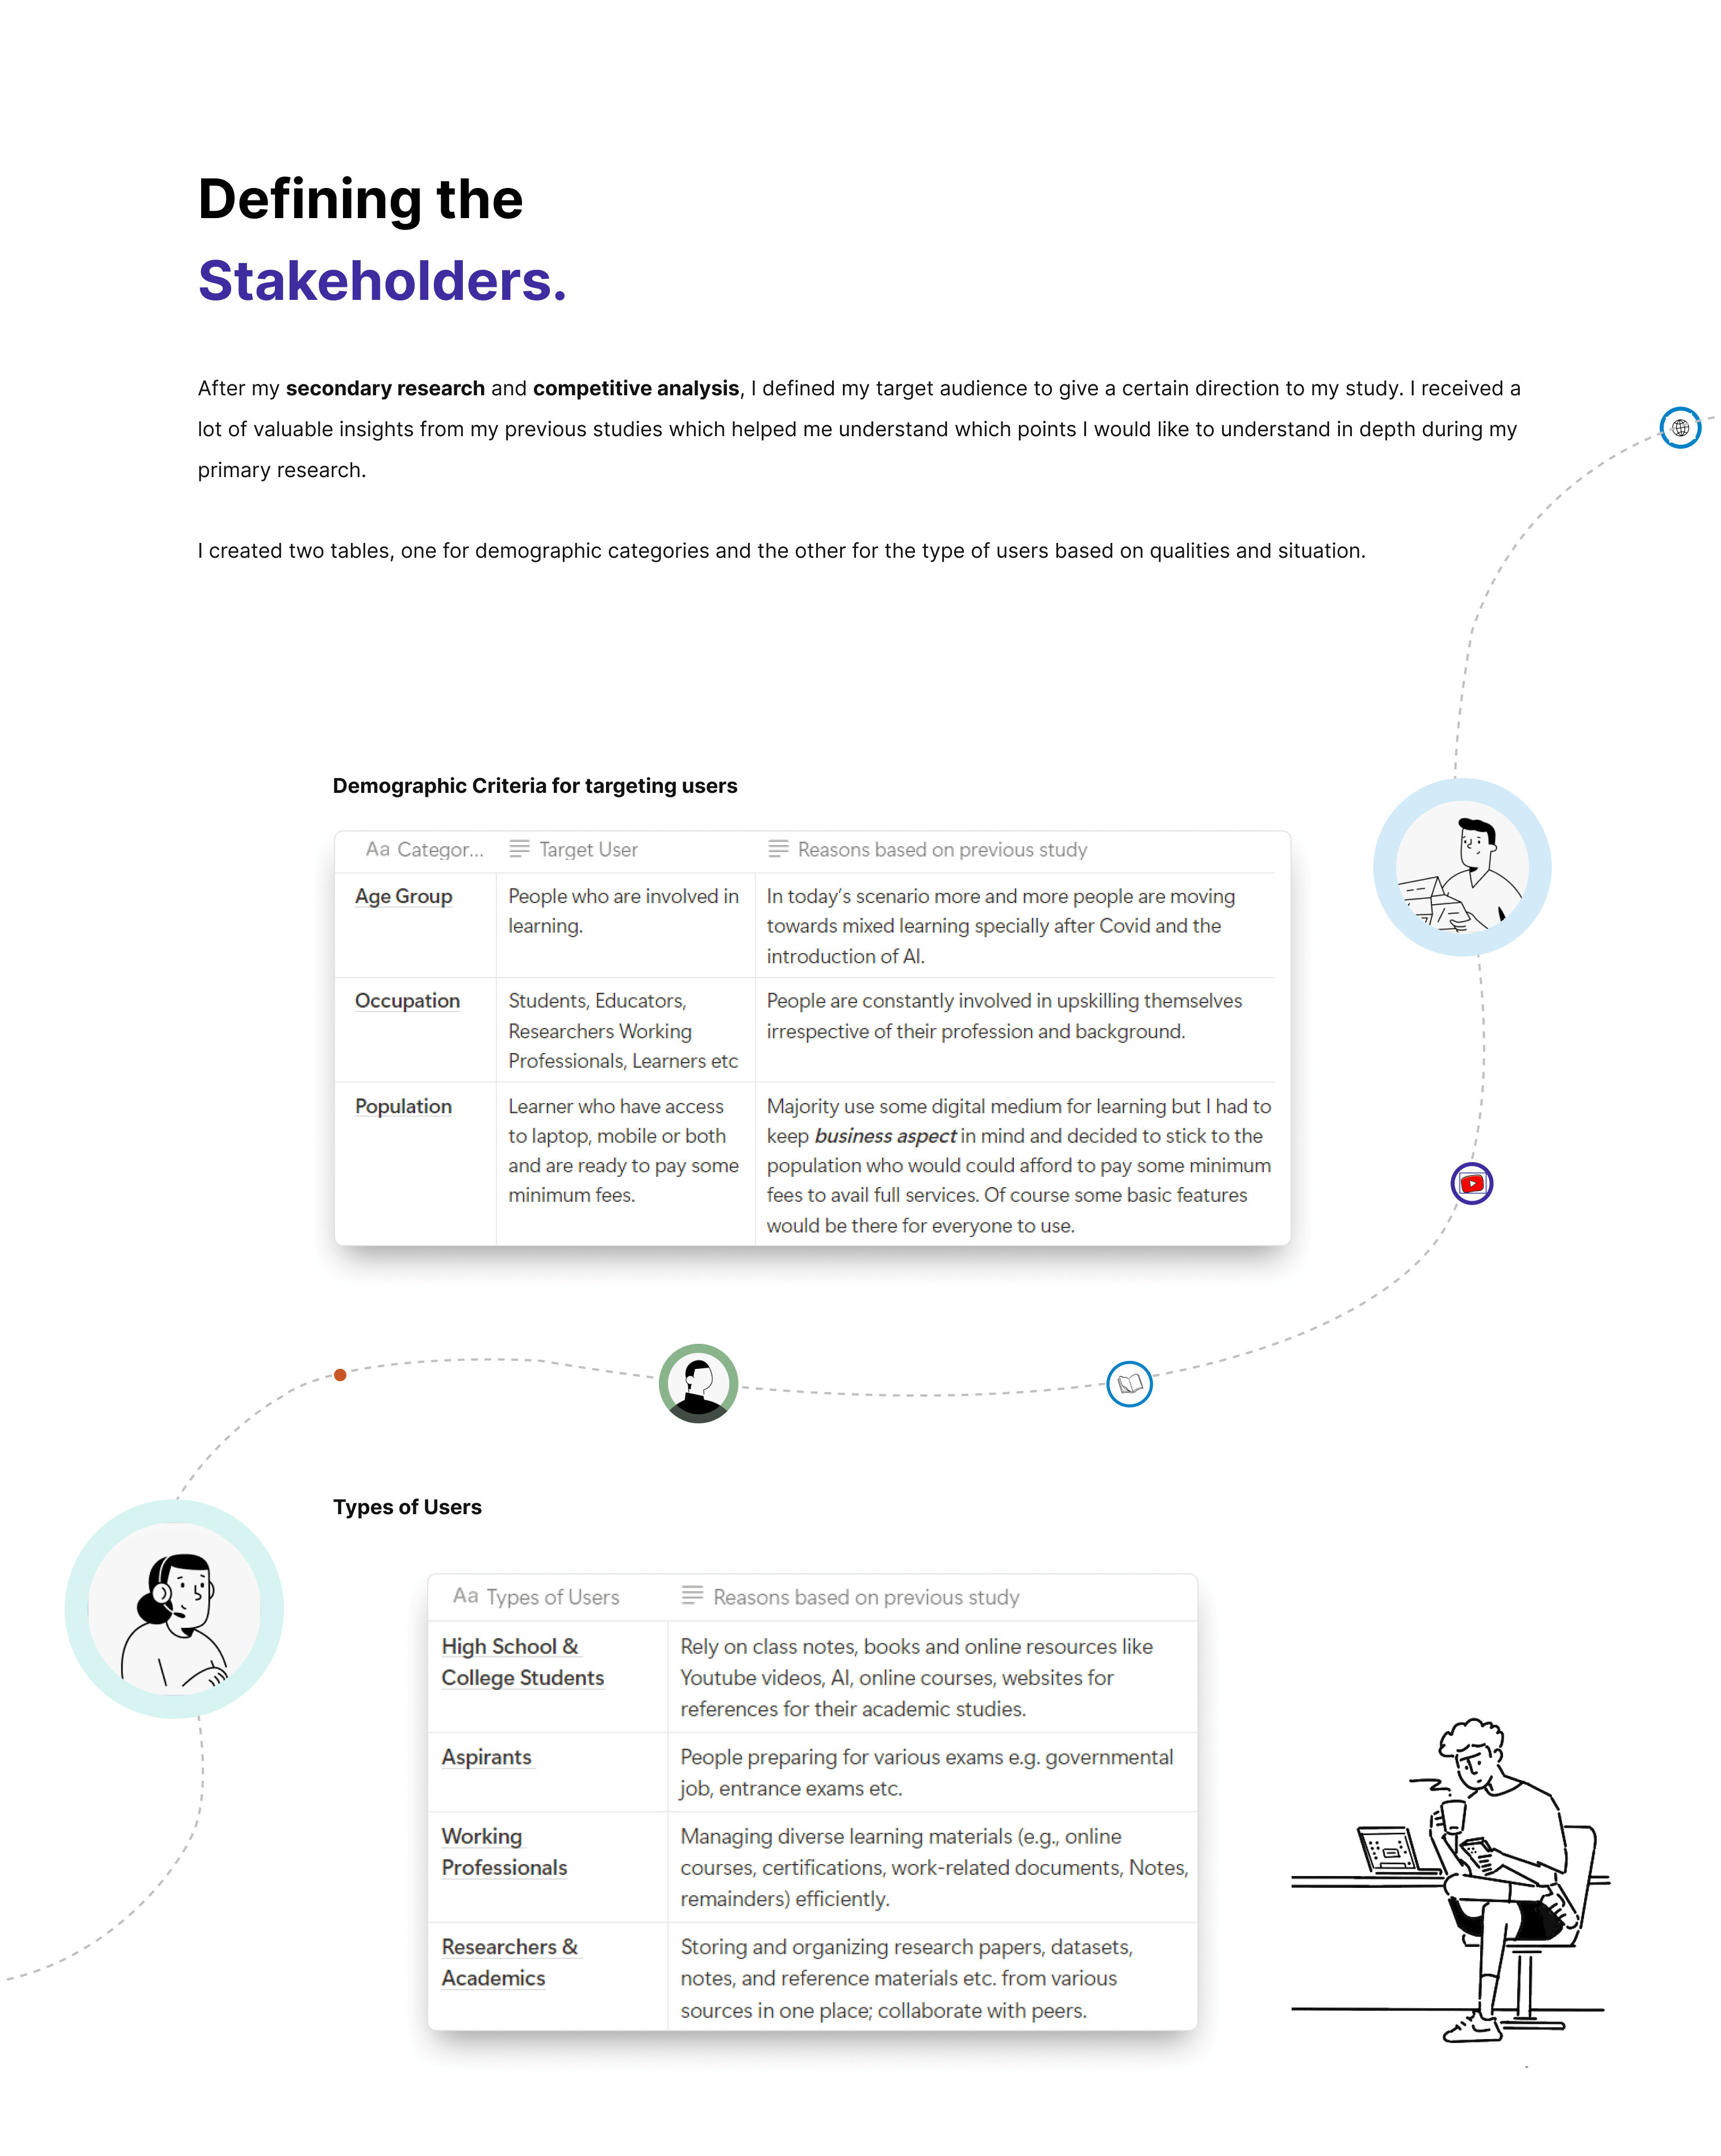 Defining the
Stakeholders.
After my secondary research and competitive analysis, I defined my target audience to give a certain direction to my study. I received a
lot of valuable insights from my previous studies which helped me understand which points I would like to understand in depth during my
primary research.
I created two tables, one for demographic categories and the other for the type of users based on qualities and situation.
Demographic Criteria for targeting users
Aa Categor... Target User Reasons based on previous study
Age Group
People who are involved in
learning.
In today's scenario more and more people are moving
towards mixed learning specially after Covid and the
introduction of AI.
Occupation
Students, Educators,
Researchers Working
Professionals, Learners etc
People are constantly involved in upskilling themselves
irrespective of their profession and background.
Population
Learner who have access
to laptop, mobile or both
and are ready to pay some
minimum fees.
Majority use some digital medium for learning but I had to
keep business aspect in mind and decided to stick to the
population who would could afford to pay some minimum
fees to avail full services. Of course some basic features
would be there for everyone to use.
Types of Users
Aa Types of Users Reasons based on previous study
High School &
College Students
Rely on class notes, books and online resources like
Youtube videos, AI, online courses, websites for
references for their academic studies.
Aspirants
People preparing for various exams e.g. governmental
job, entrance exams etc.
Working
Professionals
Managing diverse learning materials (e.g., online
courses, certifications, work-related documents, Notes,
remainders) efficiently.
Researchers &
Academics
Storing and organizing research papers, datasets,
notes, and reference materials etc. from various
sources in one place; collaborate with peers.